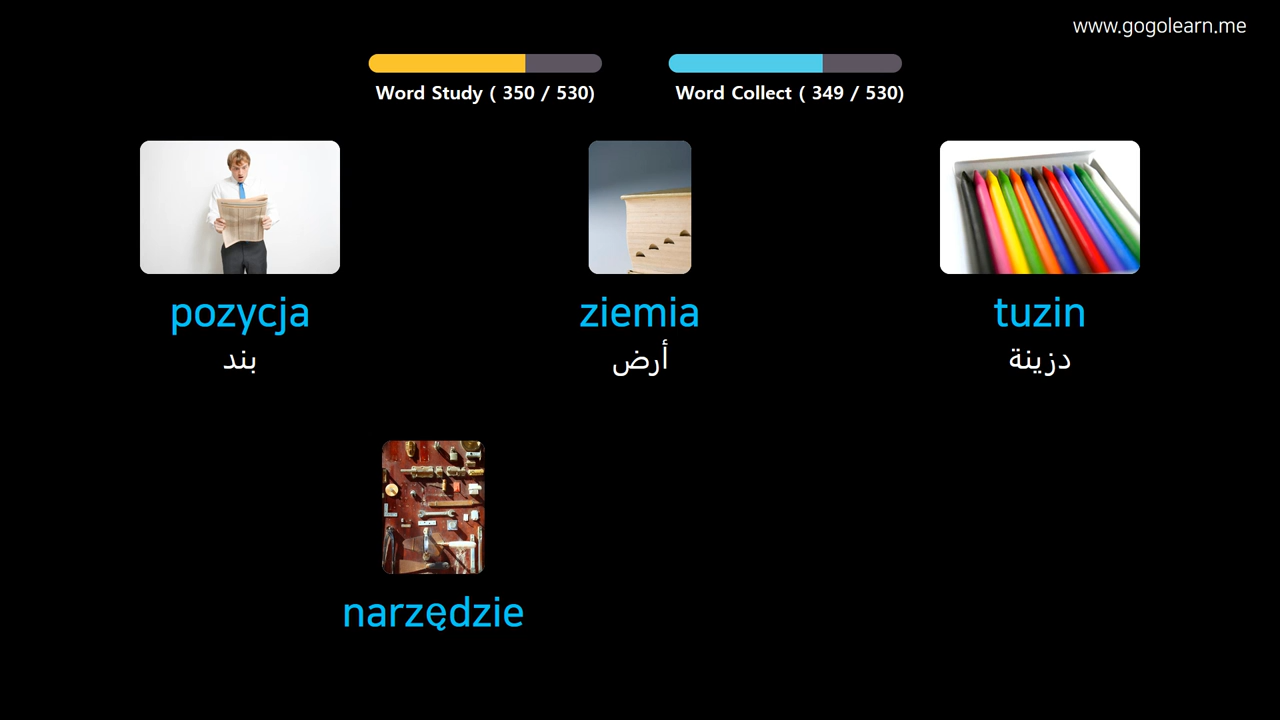 www.gogolearn.me
Word Study ( 350 / 530)
Word Collect ( 349 / 530)
pozycja
بند
ziemia
أرض
tuzin
دزينة
narzędzie